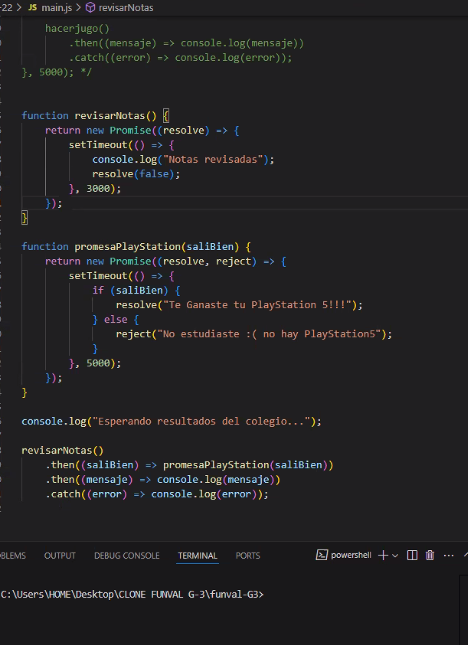 -22 > JS main.js > revisarNotas
hacerjugo()
.then((mensaje) => console.log(mensaje))
.catch((error) => console.log(error));
}, 5000); */
function revisarNotas() {
return new Promise((resolve) => {
setTimeout(() => {
console.log("Notas revisadas");
resolve(false);
}, 3000);
});
}
function promesaPlayStation(saliBien) {
return new Promise((resolve, reject) => {
setTimeout(() => {
if (saliBien) {
resolve("Te Ganaste tu PlayStation 5!!!");
} else {
reject("No estudiaste :( no hay PlayStation5");
}
}, 5000);
});
}
console.log("Esperando resultados del colegio...");
revisarNotas()
.then((saliBien) => promesaPlayStation(saliBien))
.then((mensaje) => console.log(mensaje))
.catch((error) => console.log(error));
OBLEMS OUTPUT DEBUG CONSOLE TERMINAL PORTS powershell
C:\Users\HOME\Desktop\CLONE FUNVAL G-3\funval-G3>